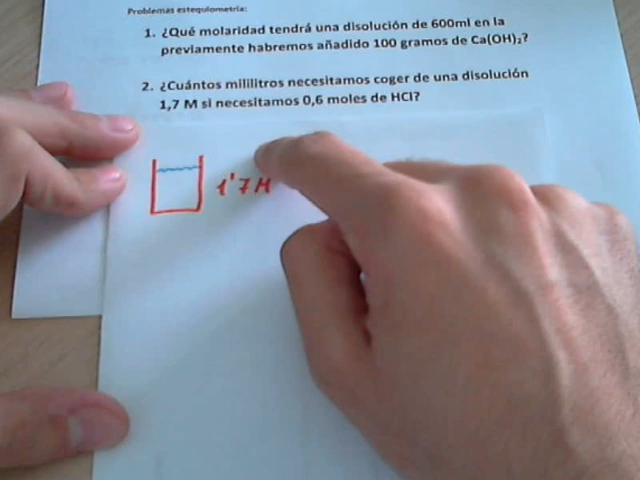 Problemas estequiometria:
1. ¿Qué molaridad tendrá una disolución de 600ml en la
previamente habremos añadido 100 gramos de Ca(OH)₂?
2. ¿Cuántos mililitros necesitamos coger de una disolución
1,7 M si necesitamos 0,6 moles de HCl?
1'7 M